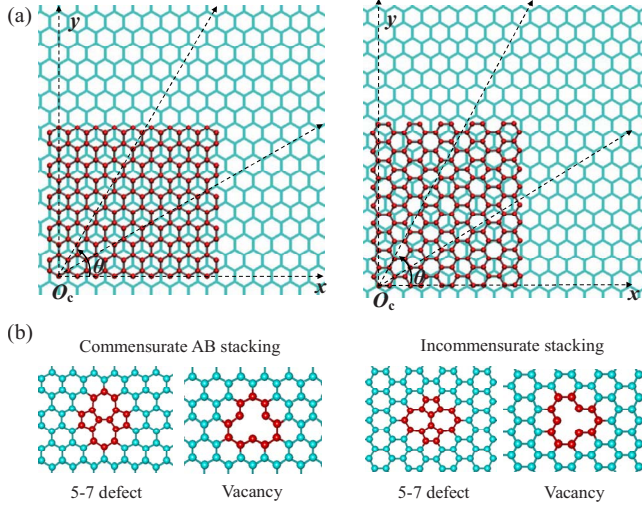 (a)
y
y
θ
θ
O_c
x
O_c
x
(b)
Commensurate AB stacking
Incommensurate stacking
5-7 defect
Vacancy
5-7 defect
Vacancy